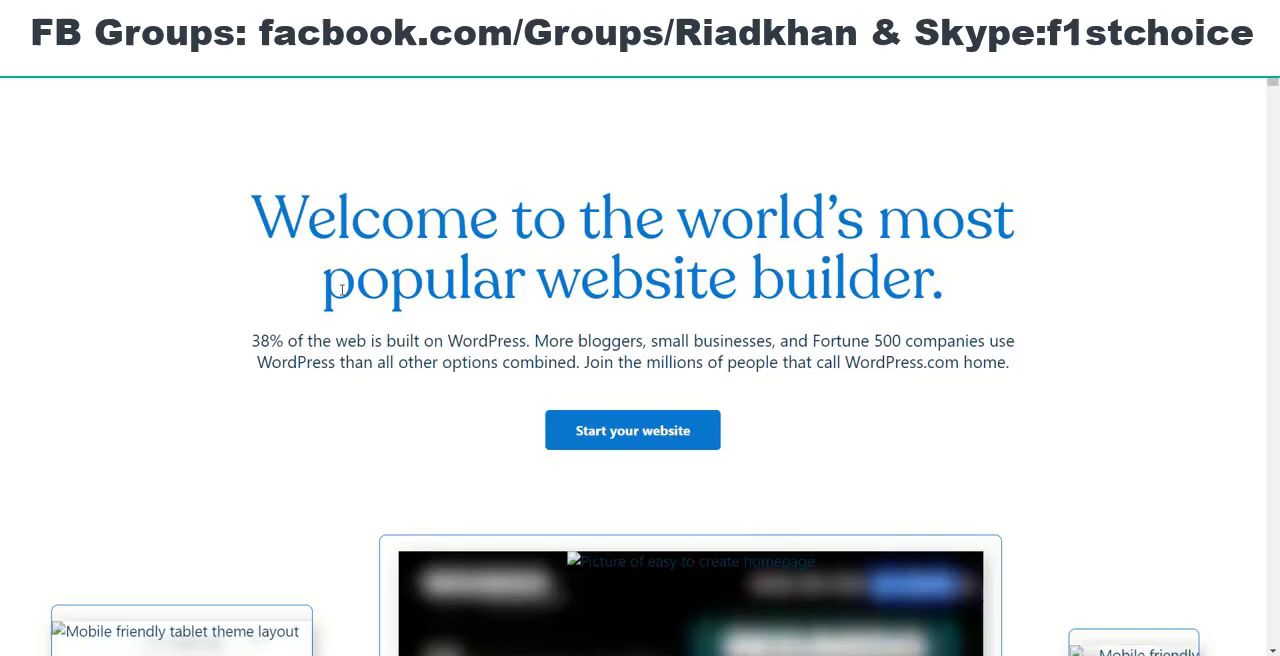 FB Groups: facbook.com/Groups/Riadkhan & Skype:f1stchoice
Welcome to the world’s most
popular website builder.
38% of the web is built on WordPress. More bloggers, small businesses, and Fortune 500 companies use
WordPress than all other options combined. Join the millions of people that call WordPress.com home.
Start your website
Picture of easy to create homepage
Mobile friendly tablet theme layout
Mobile friendly